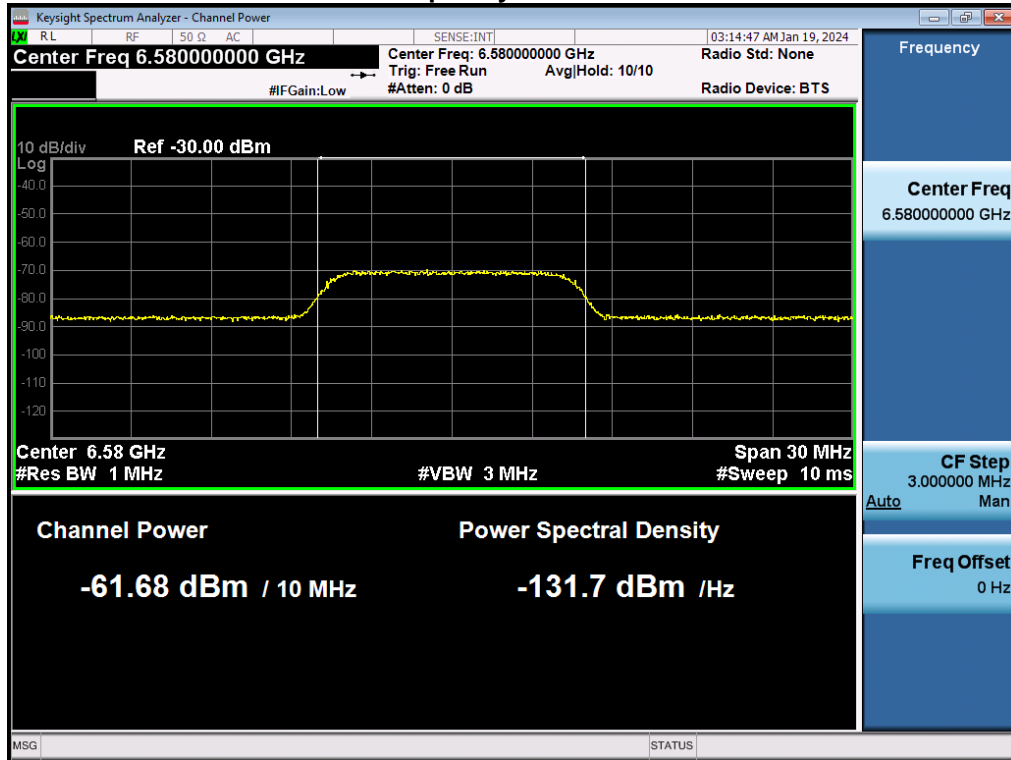 Keysight Spectrum Analyzer - Channel Power
LXI RL RF 50 Ω AC SENSE:INT 03:14:47 AM Jan 19, 2024
Center Freq 6.580000000 GHz
Center Freq: 6.580000000 GHz
Radio Std: None
Trig: Free Run Avg|Hold: 10/10
#IFGain:Low
#Atten: 0 dB
Radio Device: BTS
Frequency
10 dB/div Ref -30.00 dBm
Log
-40.0
-50.0
-60.0
-70.0
-80.0
-90.0
-100
-110
-120
Center 6.58 GHz Span 30 MHz
#Res BW 1 MHz #VBW 3 MHz #Sweep 10 ms
Center Freq
6.580000000 GHz
CF Step
3.000000 MHz
Auto Man
Freq Offset
0 Hz
Channel Power Power Spectral Density
-61.68 dBm / 10 MHz -131.7 dBm /Hz
MSG STATUS